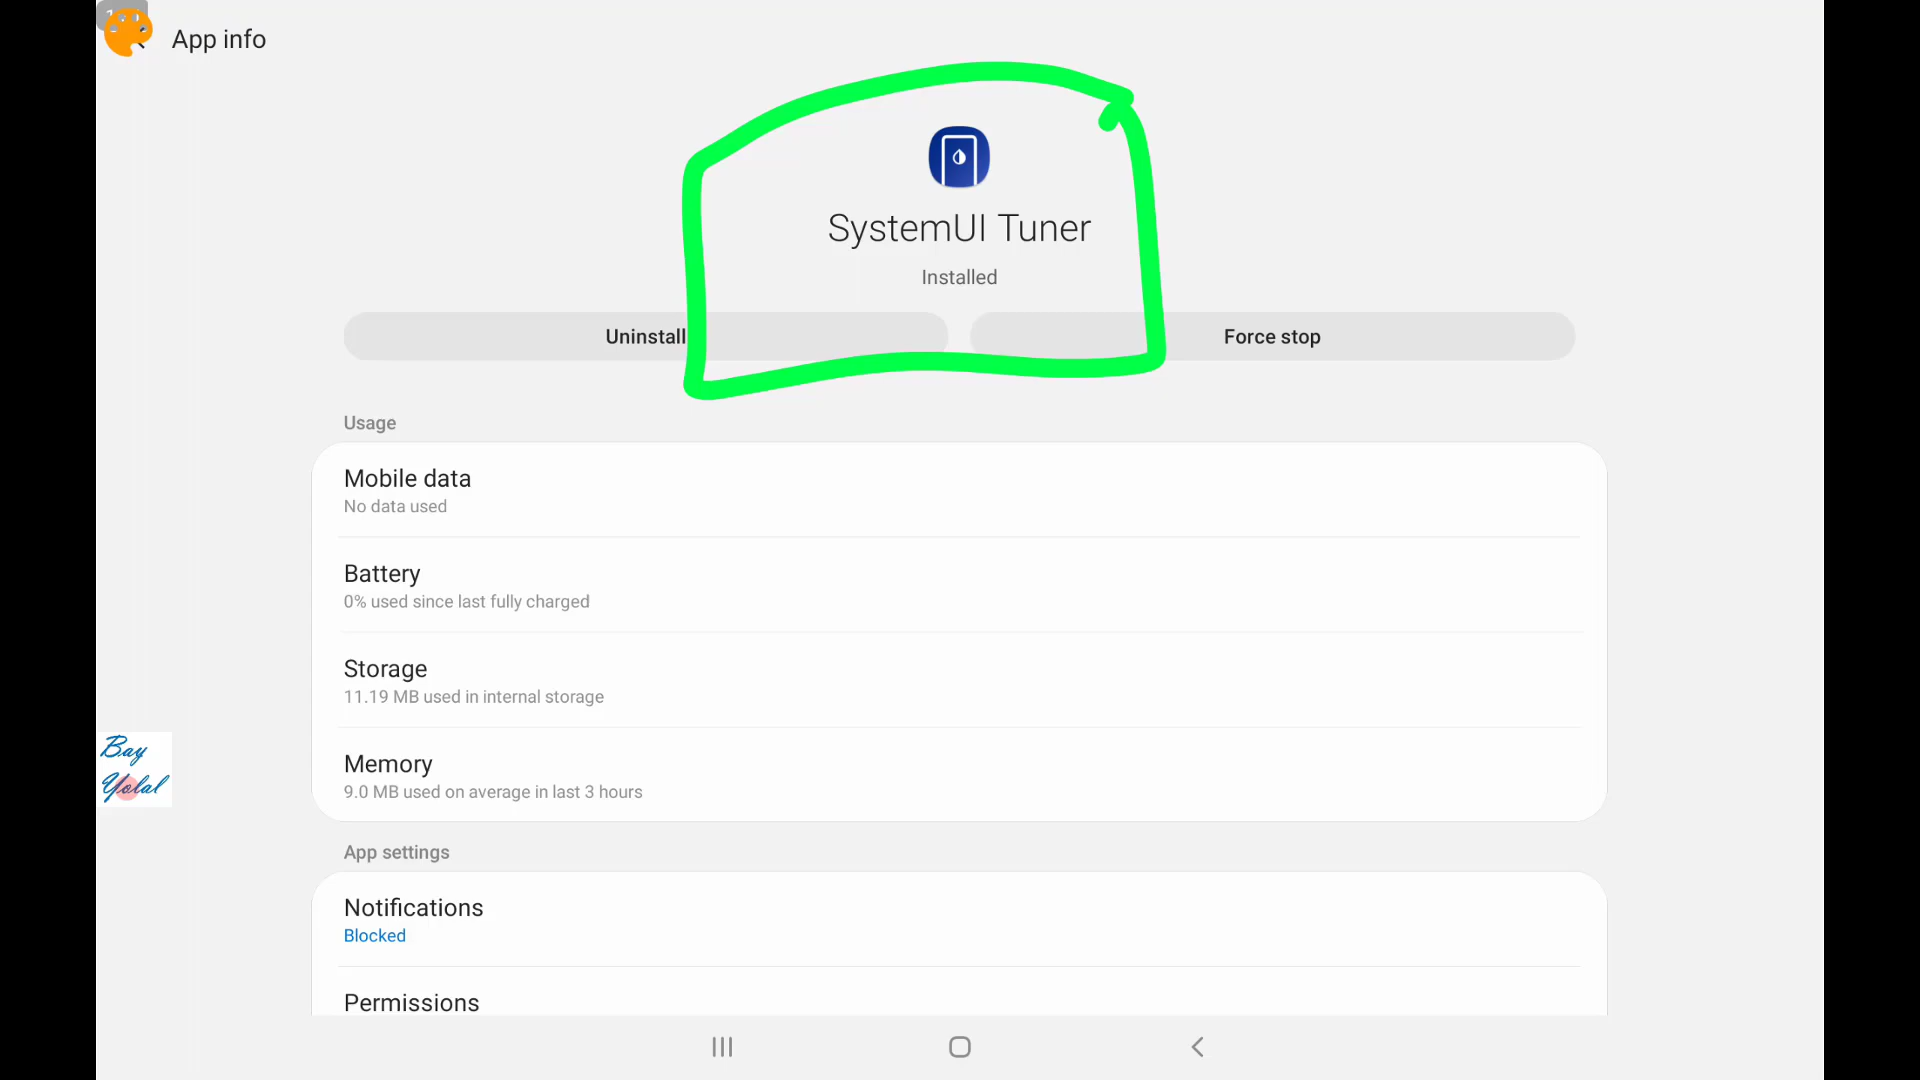 App info
SystemUI Tuner
Installed
Uninstall
Force stop
Usage
Mobile data
No data used
Battery
0% used since last fully charged
Storage
11.19 MB used in internal storage
Memory
9.0 MB used on average in last 3 hours
Bay
Yolal
App settings
Notifications
Blocked
Permissions